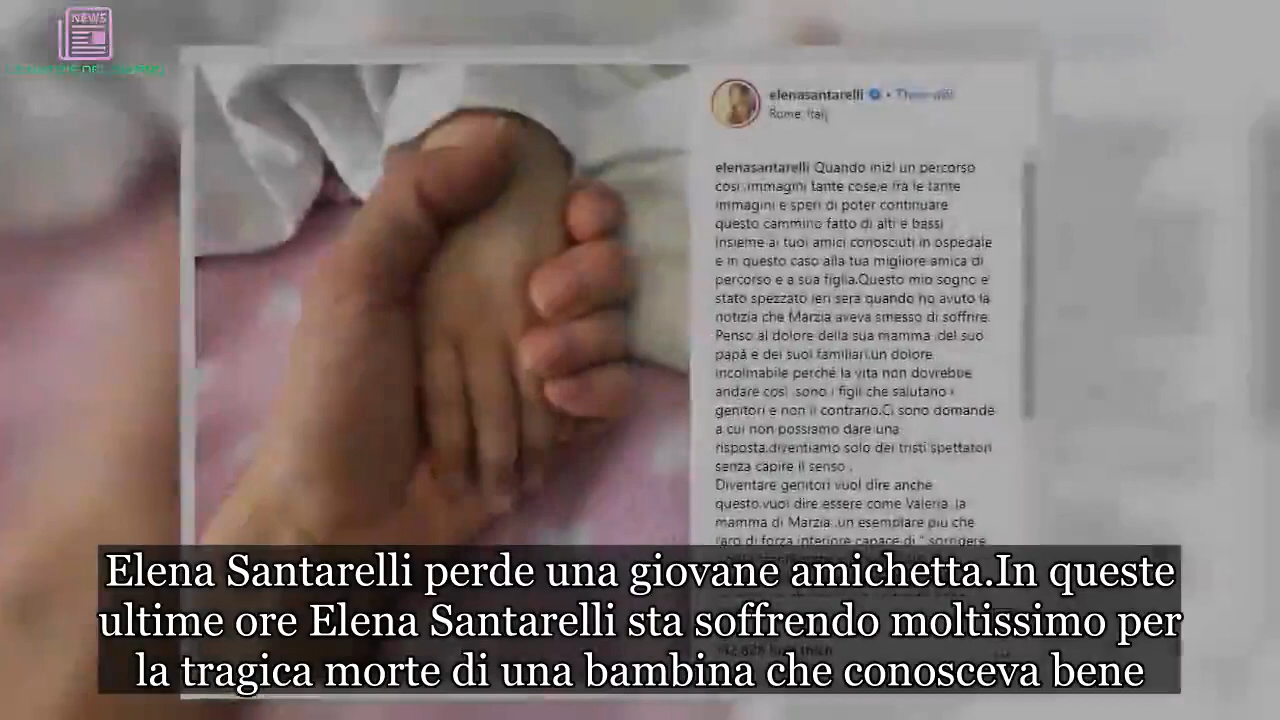 NEWS
elenasantarelli
Rome, Italy
elenasantarelli Quando inizi un percorso
così ,immagini tante cose,e fra le tante
immagini e speri di poter continuare
questo cammino fatto di alti e bassi
insieme ai tuoi amici conosciuti in ospedale
e in questo caso alla tua migliore amica di
percorso e a sua figlia.Questo mio sogno e'
stato spezzato ieri sera quando ho avuto la
notizia che Marzia aveva smesso di soffrire.
Penso al dolore della sua mamma ,del suo
papà e dei suoi familiari,un dolore
incolmabile perché la vita non dovrebbe
andare così ,sono i figli che salutano i
genitori e non il contrario.Ci sono domande
a cui non possiamo dare una
risposta,diventiamo solo dei tristi spettatori
senza capire il senso .
Diventare genitori vuol dire anche
questo,vuol dire essere come Valeria ,la
mamma di Marzia ,un esemplare più che
raro di forza interiore capace di " sorridere
Elena Santarelli perde una giovane amichetta.In queste
ultime ore Elena Santarelli sta soffrendo moltissimo per
la tragica morte di una bambina che conosceva bene